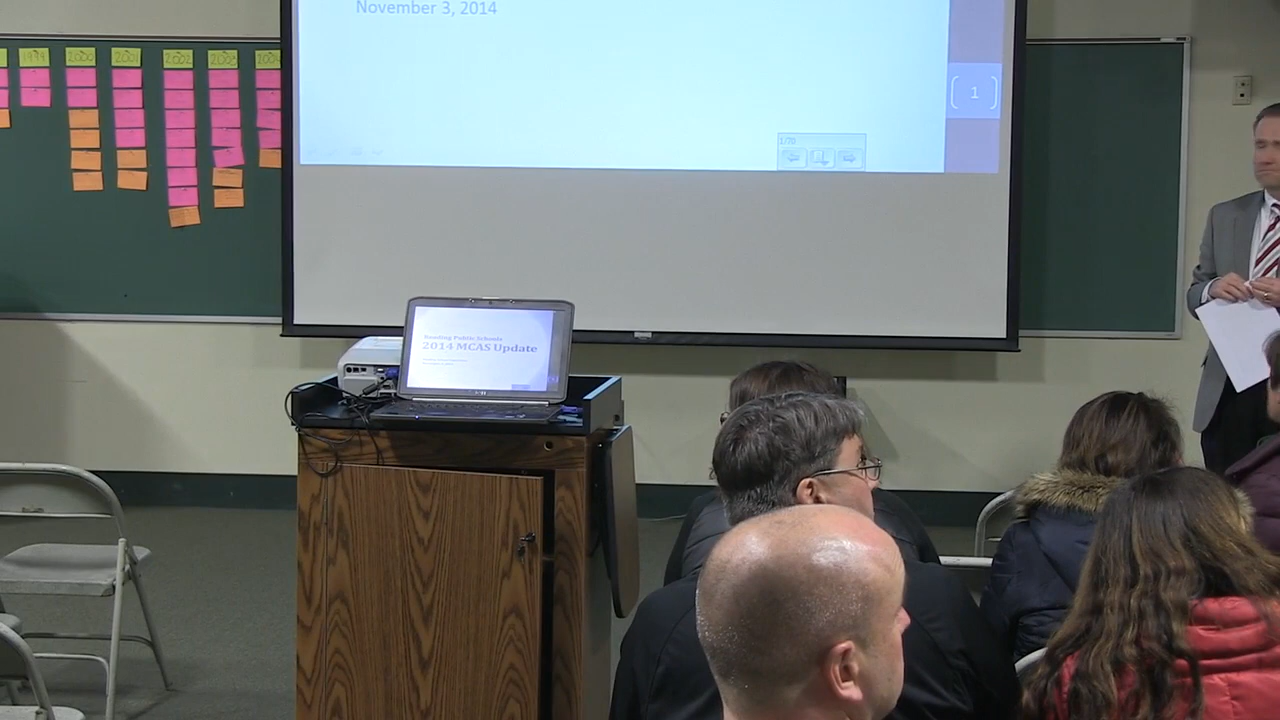 November 3, 2014
1999
2000
2001
2002
2003
2004
1
1/70
Reading Public Schools
2014 MCAS Update